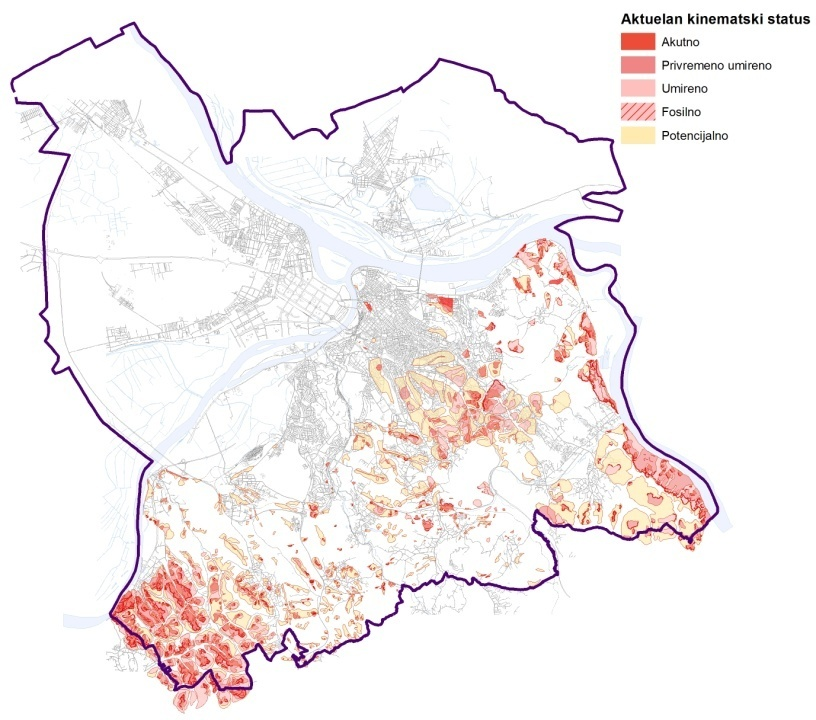 Aktuelan kinematski status
Akutno
Privremeno umireno
Umireno
Fosilno
Potencijalno